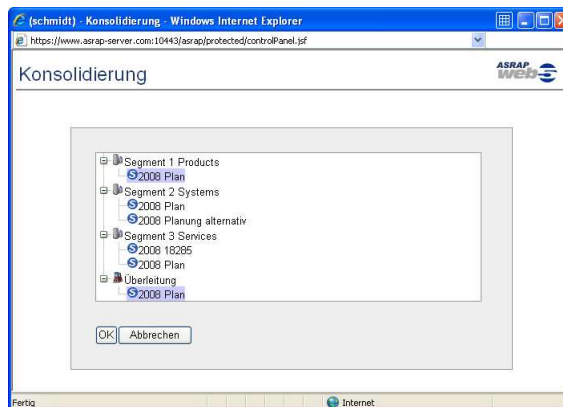 (schmidt) - Konsolidierung - Windows Internet Explorer
https://www.asrap-server.com:10443/asrap/protected/controlPanel.jsf
Konsolidierung
ASRAP
web
Segment 1 Products
2008 Plan
Segment 2 Systems
2008 Plan
2008 Planung alternativ
Segment 3 Services
2008 18285
2008 Plan
Überleitung
2008 Plan
OK Abbrechen
Fertig Internet